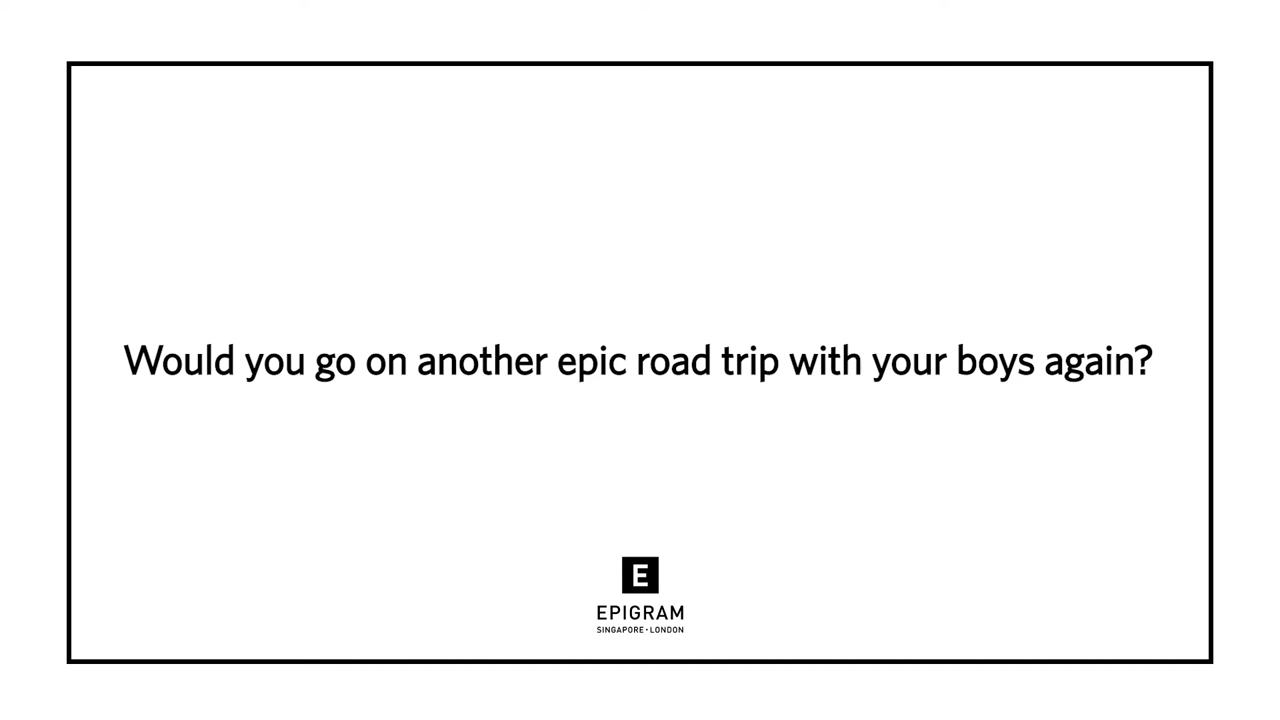 Would you go on another epic road trip with your boys again?
E
EPIGRAM
SINGAPORE · LONDON